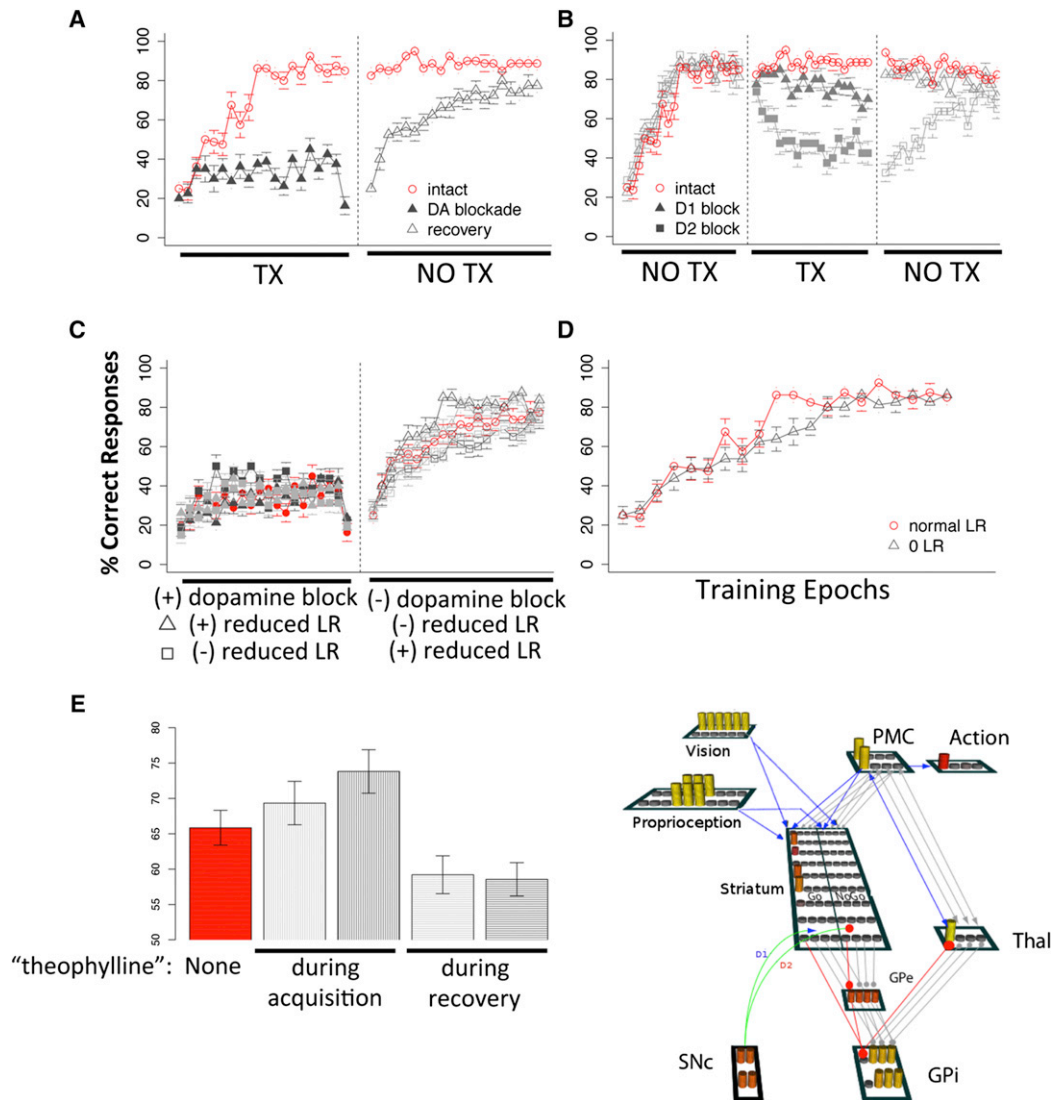 A
100
80
60
40
20
0
intact
DA blockade
recovery
TX
NO TX
B
100
80
60
40
20
0
intact
D1 block
D2 block
NO TX
TX
NO TX
C
% Correct Responses
100
80
60
40
20
0
(+) dopamine block
(+) reduced LR
(-) reduced LR
(-) dopamine block
(-) reduced LR
(+) reduced LR
D
100
80
60
40
20
0
normal LR
0 LR
Training Epochs
E
80
75
70
65
60
55
50
"theophylline":
None
during
acquisition
during
recovery
Vision
PMC
Action
Proprioception
Striatum
Go
NoGo
Thal
D1
D2
GPe
SNc
GPi